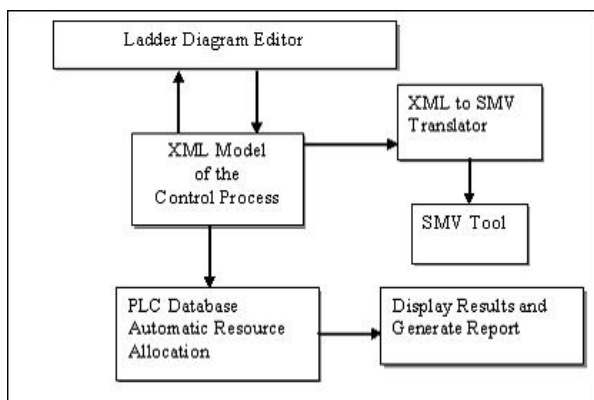 Ladder Diagram Editor
XML to SMV
Translator
XML Model
of the
Control Process
SMV Tool
PLC Database
Automatic Resource
Allocation
Display Results and
Generate Report